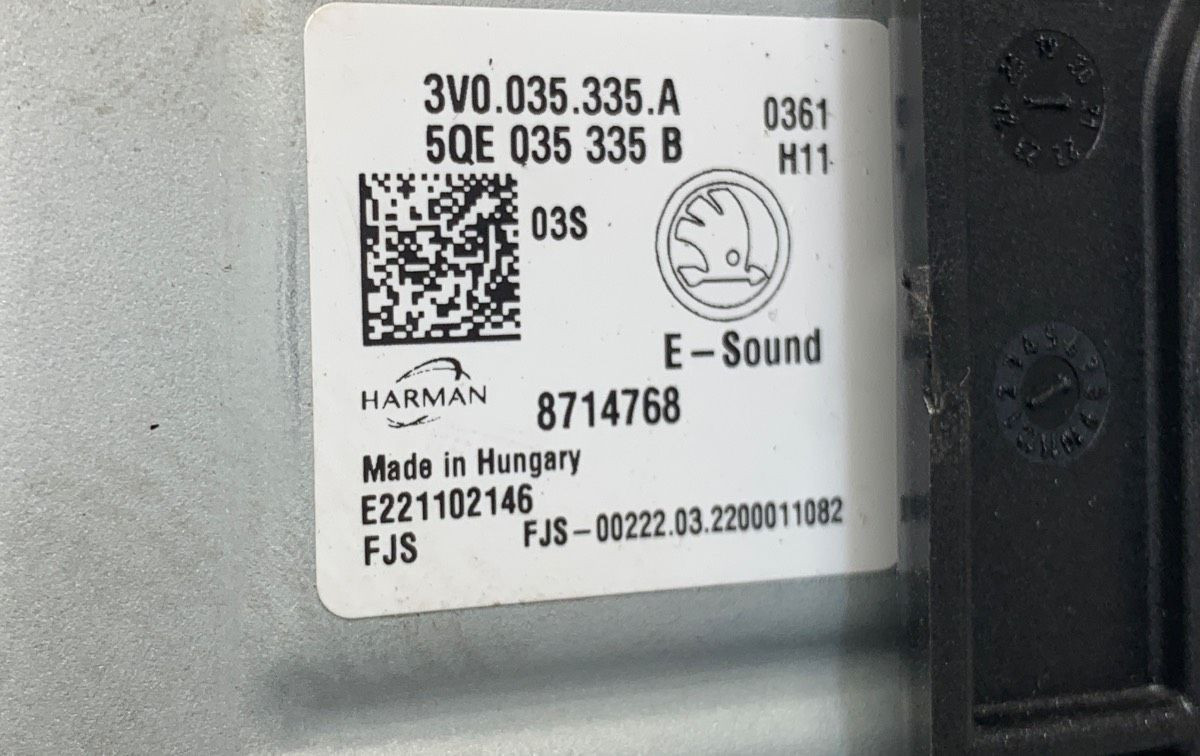 3V0.035.335.A
5QE 035 335 B
0361
H11
03S
E-Sound
HARMAN
8714768
Made in Hungary
E221102146
FJS-00222.03.2200011082
FJS